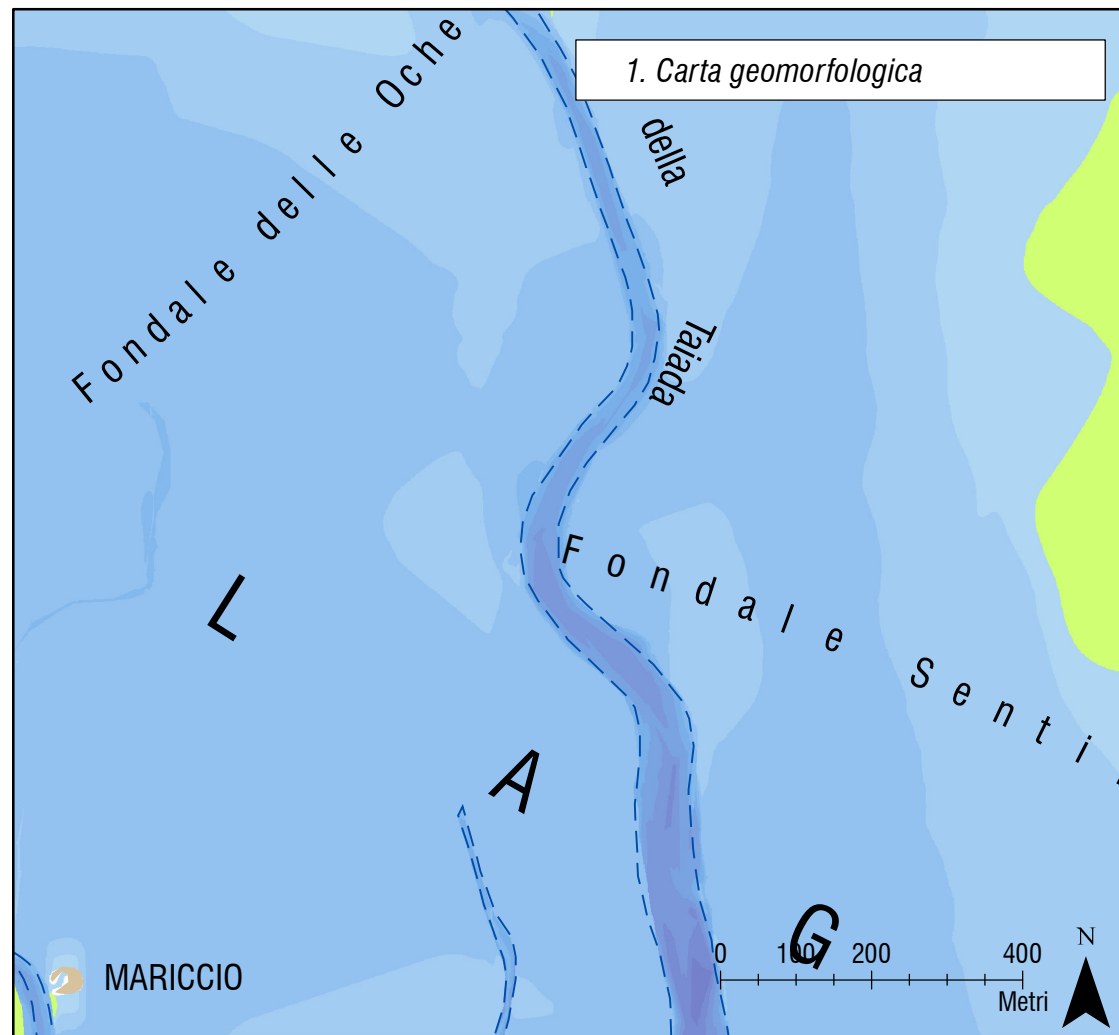 1. Carta geomorfologica
Fondale delle Oche
della
Taiada
Fondale Senti
L
A
G
MARICCIO
0 100 200 400
Metri
N